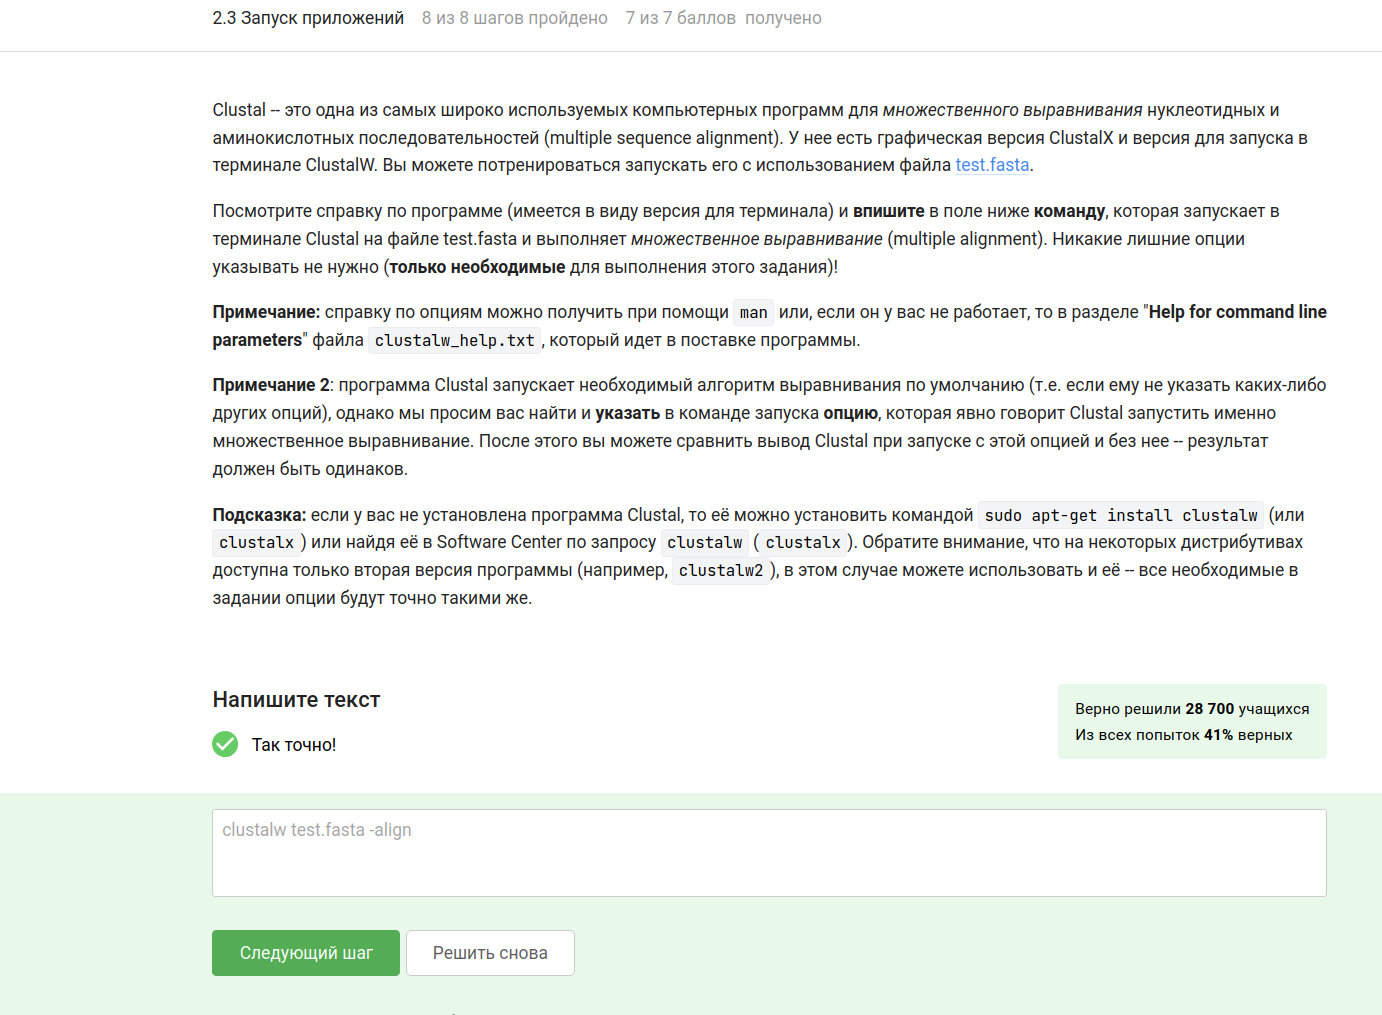 2.3 Запуск приложений 8 из 8 шагов пройдено 7 из 7 баллов получено
Clustal -- это одна из самых широко используемых компьютерных программ для множественного выравнивания нуклеотидных и
аминокислотных последовательностей (multiple sequence alignment). У нее есть графическая версия ClustalX и версия для запуска в
терминале ClustalW. Вы можете потренироваться запускать его с использованием файла test.fasta.
Посмотрите справку по программе (имеется в виду версия для терминала) и впишите в поле ниже команду, которая запускает в
терминале Clustal на файле test.fasta и выполняет множественное выравнивание (multiple alignment). Никакие лишние опции
указывать не нужно (только необходимые для выполнения этого задания)!
Примечание: справку по опциям можно получить при помощи man или, если он у вас не работает, то в разделе "Help for command line
parameters" файла clustalw_help.txt, который идет в поставке программы.
Примечание 2: программа Clustal запускает необходимый алгоритм выравнивания по умолчанию (т.е. если ему не указать каких-либо
других опций), однако мы просим вас найти и указать в команде запуска опцию, которая явно говорит Clustal запустить именно
множественное выравнивание. После этого вы можете сравнить вывод Clustal при запуске с этой опцией и без нее -- результат
должен быть одинаков.
Подсказка: если у вас не установлена программа Clustal, то её можно установить командой sudo apt-get install clustalw (или
clustalx) или найдя её в Software Center по запросу clustalw (clustalx). Обратите внимание, что на некоторых дистрибутивах
доступна только вторая версия программы (например, clustalw2), в этом случае можете использовать и её -- все необходимые в
задании опции будут точно такими же.
Напишите текст
Верно решили 28 700 учащихся
Из всех попыток 41% верных
Так точно!
clustalw test.fasta -align
Следующий шаг Решить снова